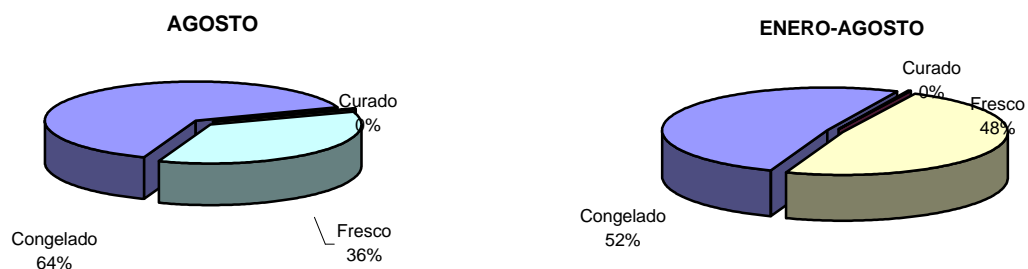 AGOSTO
Curado
0%
Fresco
36%
Congelado
64%
ENERO-AGOSTO
Curado
0%
Fresco
48%
Congelado
52%